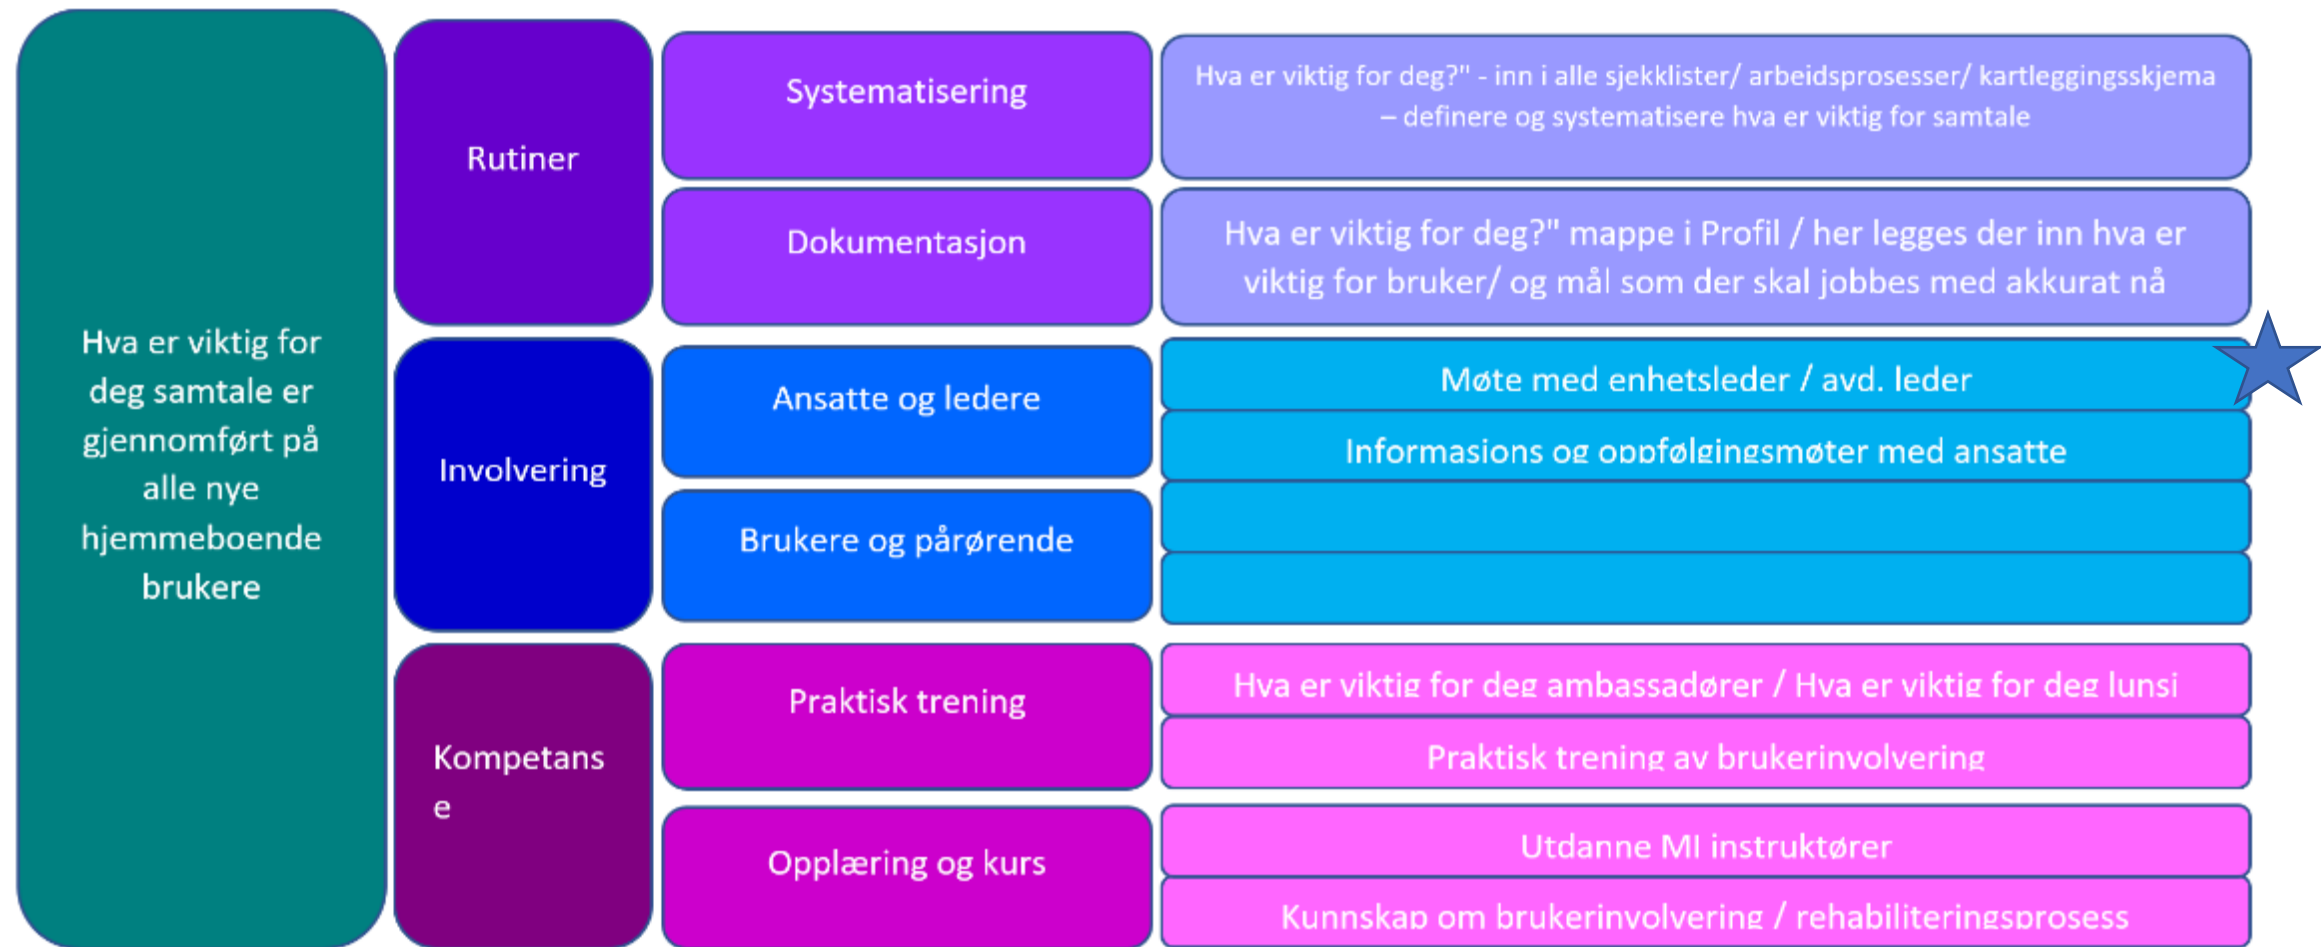 Hva er viktig for
deg samtale er
gjennomført på
alle nye
hjemmeboende
brukere
Rutiner
Systematisering
Hva er viktig for deg?" - inn i alle sjekklister/ arbeidsprosesser/ kartleggingsskjema
– definere og systematisere hva er viktig for samtale
Dokumentasjon
Hva er viktig for deg?" mappe i Profil / her legges der inn hva er
viktig for bruker/ og mål som der skal jobbes med akkurat nå
Involvering
Ansatte og ledere
Møte med enhetsleder / avd. leder
Informasjons og oppfølgingsmøter med ansatte
Brukere og pårørende
Kompetans
e
Praktisk trening
Hva er viktig for deg ambassadører / Hva er viktig for deg lunsj
Praktisk trening av brukerinvolvering
Opplæring og kurs
Utdanne MI instruktører
Kunnskap om brukerinvolvering / rehabiliteringsprosess